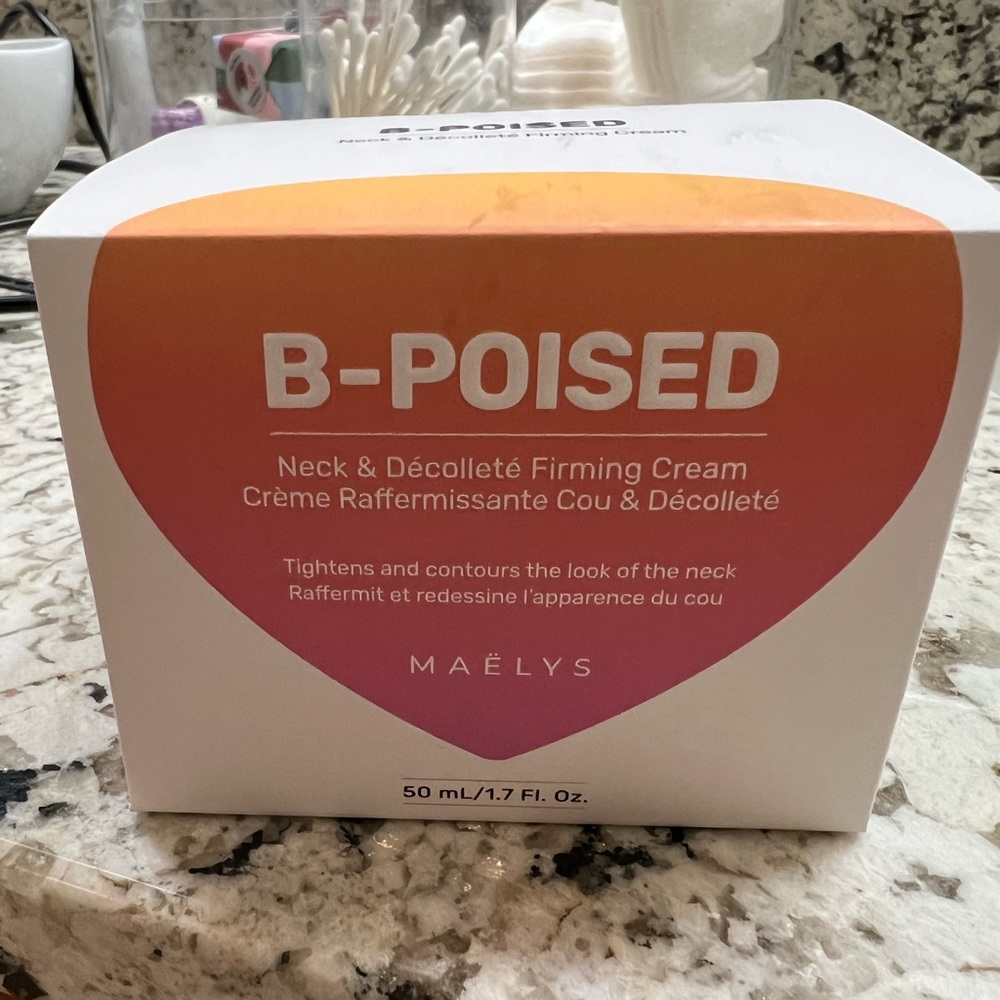 B-POISED
Neck & Décolleté Firming Cream
B-POISED
Neck & Décolleté Firming Cream
Crème Raffermissante Cou & Décolleté
Tightens and contours the look of the neck
Raffermit et redessine l'apparence du cou
MAËLYS
50 mL/1.7 Fl. Oz.